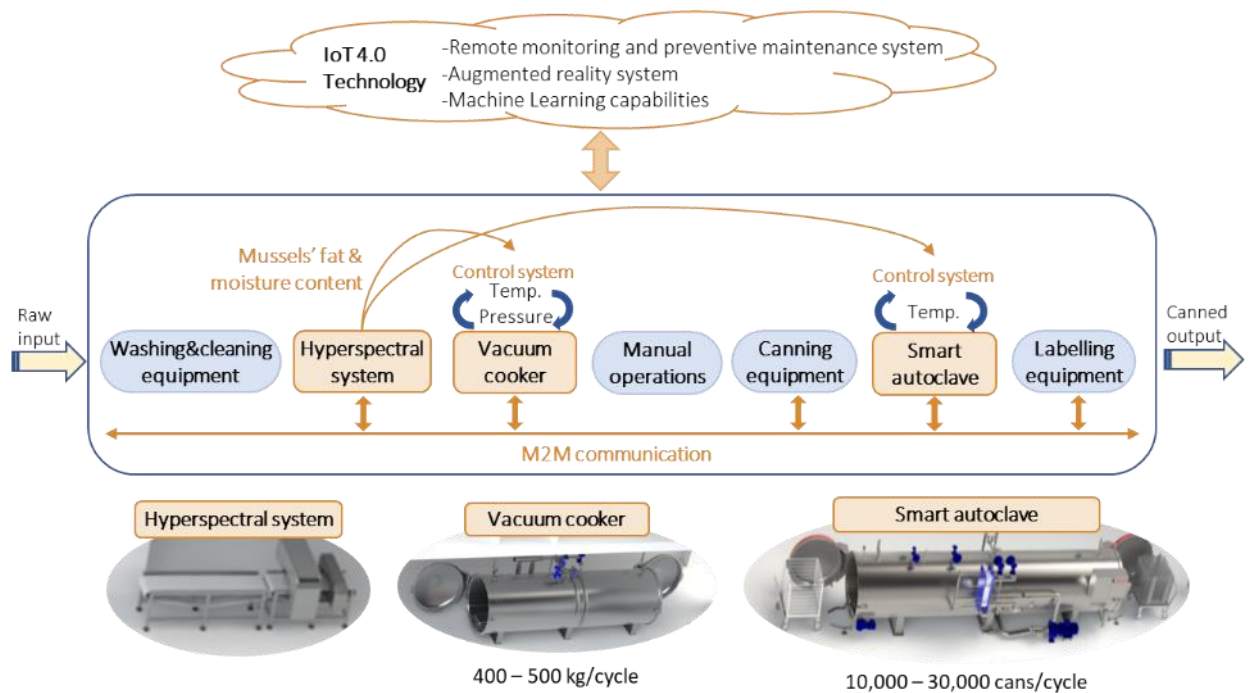 IoT 4.0
Technology
-Remote monitoring and preventive maintenance system
-Augmented reality system
-Machine Learning capabilities
Mussels' fat &
moisture content
Control system
Temp.
Pressure
Control system
Temp.
Raw
input
Canned
output
Washing&cleaning
equipment
Hyperspectral
system
Vacuum
cooker
Manual
operations
Canning
equipment
Smart
autoclave
Labelling
equipment
M2M communication
Hyperspectral system
Vacuum cooker
Smart autoclave
400 – 500 kg/cycle
10,000 – 30,000 cans/cycle